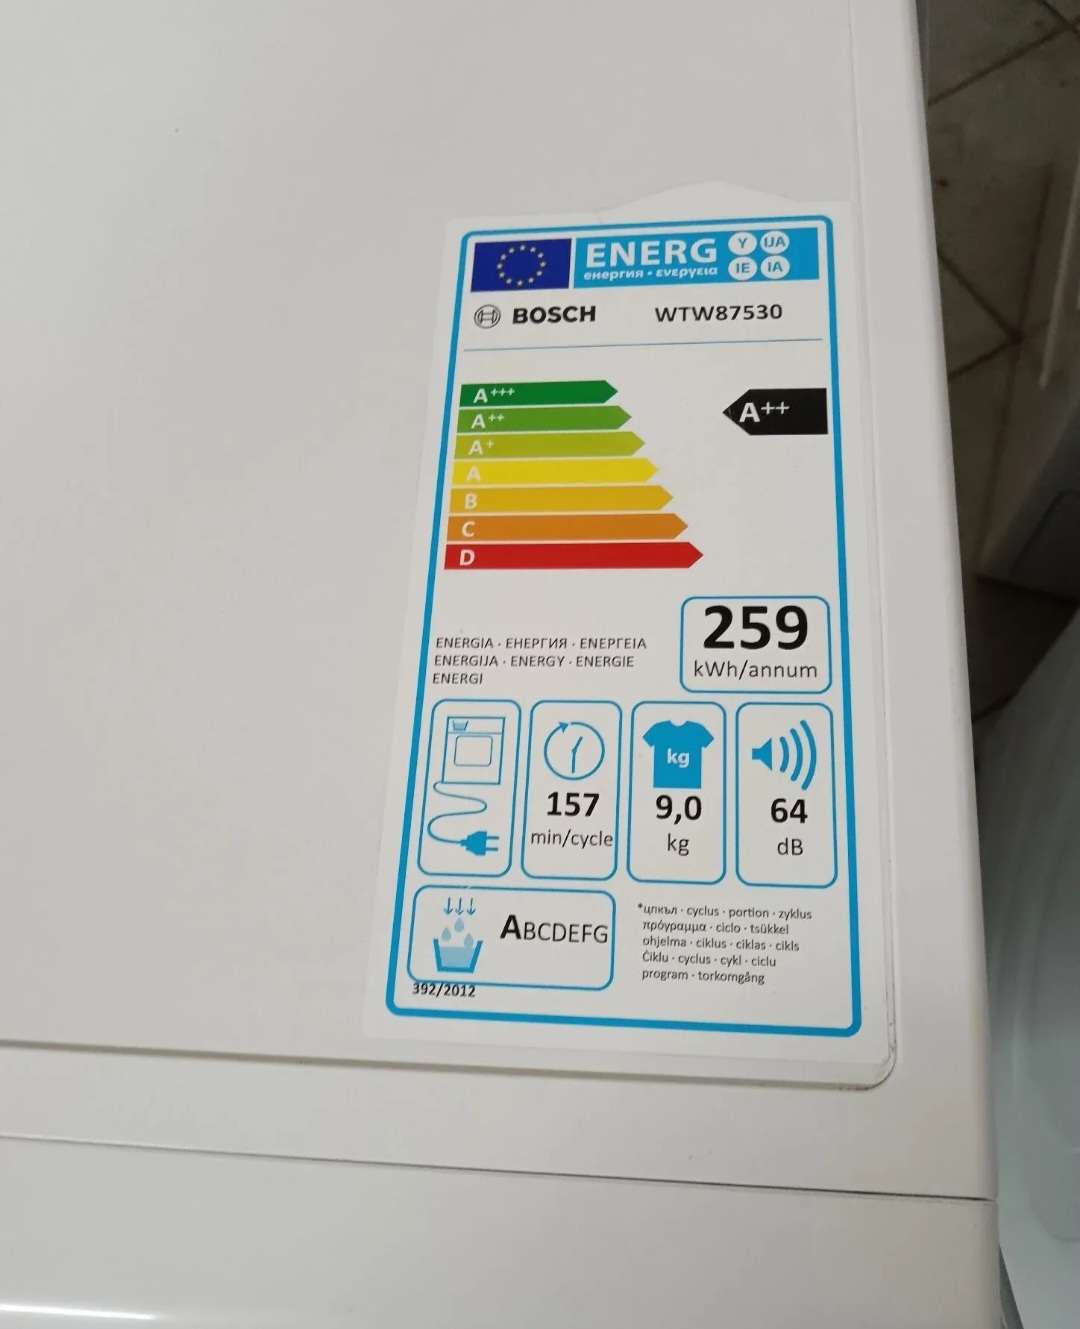 ENERG Y UA
енергия · ενεργεια IE IA
BOSCH WTW87530
A+++
A++ A++
A+
A
B
C
D
259
kWh/annum
ENERGIA · ЕНЕРГИЯ · ΕΝΕΡΓΕΙΑ
ENERGIJA · ENERGY · ENERGIE
ENERGI
157
min/cycle
kg
9,0
kg
64
dB
ABCDEFG
*цикъл · cyclus · portion · zyklus
πρόγραμμα · ciclo · tsükkel
ohjelma · ciklus · ciklas · cikls
Ċiklu · cyclus · cykl · ciclu
program · torkomgång
392/2012